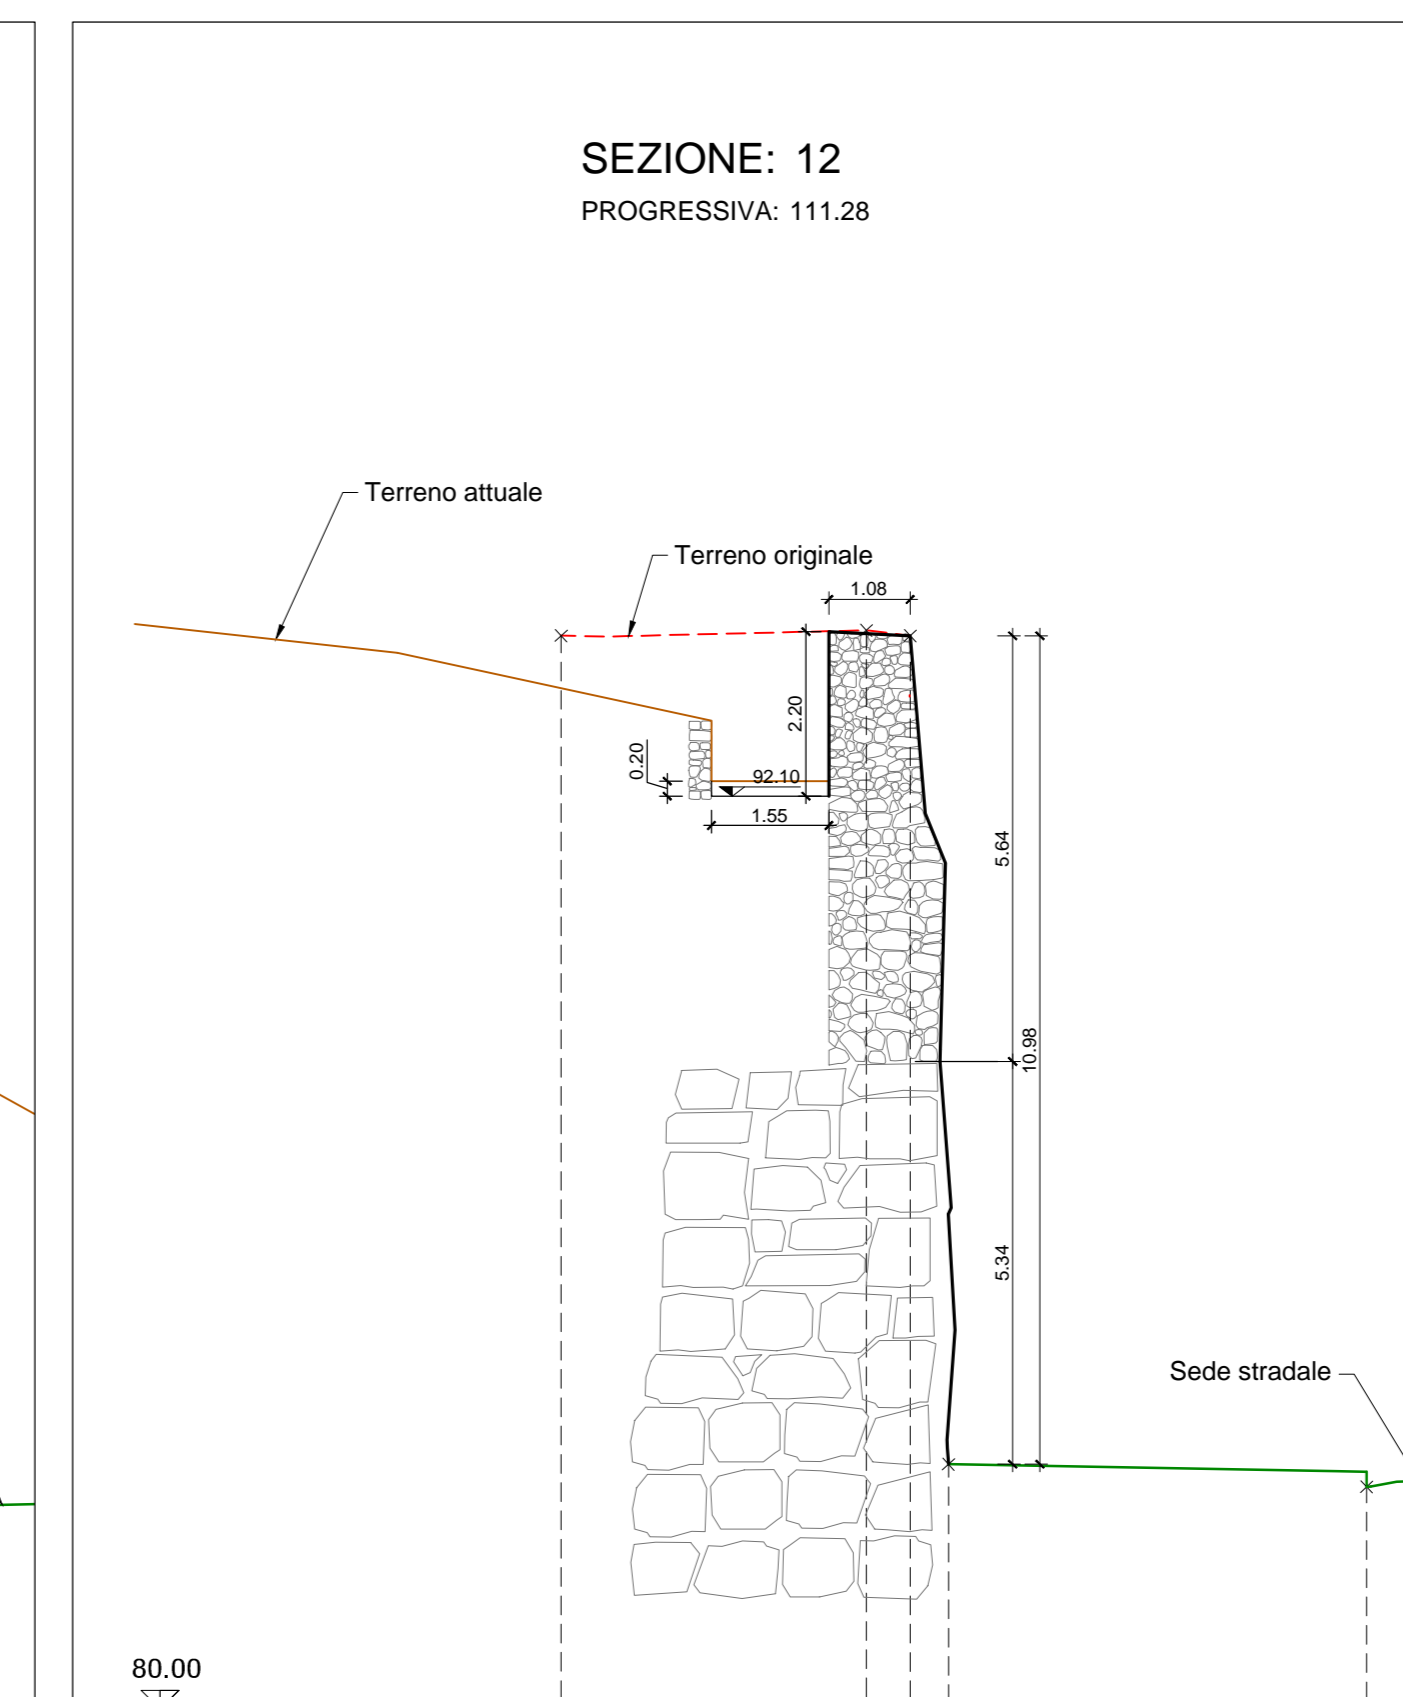 SEZIONE: 12
PROGRESSIVA: 111.28
Terreno attuale
Terreno originale
1.08
2.20
0.20
92.10
1.55
5.64
10.98
5.34
Sede stradale
80.00